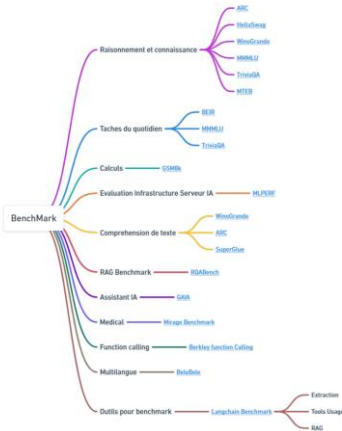 BenchMark
Raisonnement et connaissance
ARC
HellaSwag
WinoGrande
MMMLU
TriviaQA
MTEB
Taches du quotidien
BEIR
MMMLU
TriviaQA
Calculs
GSM8k
Evaluation Infrastructure Serveur IA
MLPERF
Comprehension de texte
WinoGrande
ARC
SuperGlue
RAG Benchmark
RQABench
Assistant IA
GAIA
Medical
Mirage Benchmark
Function calling
Berkley function Calling
Multilangue
BeleBele
Outils pour benchmark
Langchain Benchmark
Extraction
Tools Usage
RAG